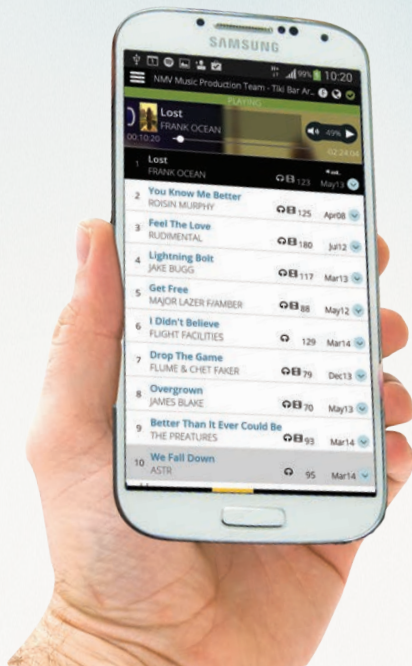 SAMSUNG
H+ 99% 10:20
NMV Music Production Team - Tiki Bar Ar...
PLAYING
Lost
FRANK OCEAN
49%
00:10:20
02:24:04
1 Lost
FRANK OCEAN
123 May13
2 You Know Me Better
ROISIN MURPHY
125 Apr08
3 Feel The Love
RUDIMENTAL
180 Jul12
4 Lightning Bolt
JAKE BUGG
117 Mar13
5 Get Free
MAJOR LAZER F/AMBER
88 May12
6 I Didn't Believe
FLIGHT FACILITIES
129 Mar14
7 Drop The Game
FLUME & CHET FAKER
79 Dec13
8 Overgrown
JAMES BLAKE
70 May13
9 Better Than It Ever Could Be
THE PREATURES
93 Mar14
10 We Fall Down
ASTR
95 Mar14